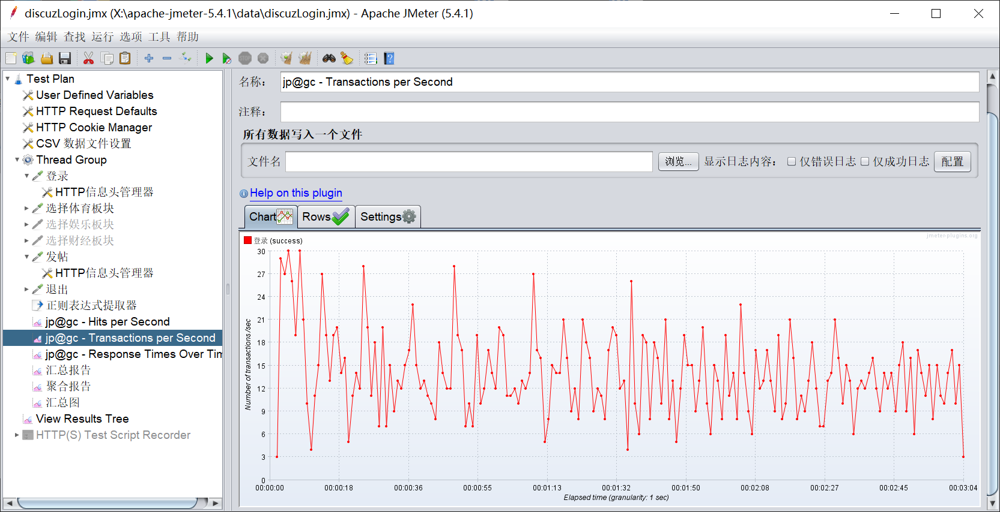 discuzLogin.jmx (X:\apache-jmeter-5.4.1\data\discuzLogin.jmx) - Apache JMeter (5.4.1)
文件 编辑 查找 运行 选项 工具 帮助
STOP
Test Plan
User Defined Variables
HTTP Request Defaults
HTTP Cookie Manager
CSV 数据文件设置
Thread Group
登录
HTTP信息头管理器
选择体育板块
选择娱乐板块
选择财经板块
发帖
HTTP信息头管理器
退出
正则表达式提取器
jp@gc - Hits per Second
jp@gc - Transactions per Second
jp@gc - Response Times Over Tim
汇总报告
聚合报告
汇总图
View Results Tree
HTTP(S) Test Script Recorder
名称： jp@gc - Transactions per Second
注释：
所有数据写入一个文件
文件名 浏览... 显示日志内容： 仅错误日志 仅成功日志 配置
Help on this plugin
Chart Rows Settings
jmeter-plugins.org
登录 (success)
30
27
24
21
18
15
12
9
6
3
0
Number of transactions /sec
00:00:00 00:00:18 00:00:36 00:00:55 00:01:13 00:01:32 00:01:50 00:02:08 00:02:27 00:02:45 00:03:04
Elapsed time (granularity: 1 sec)